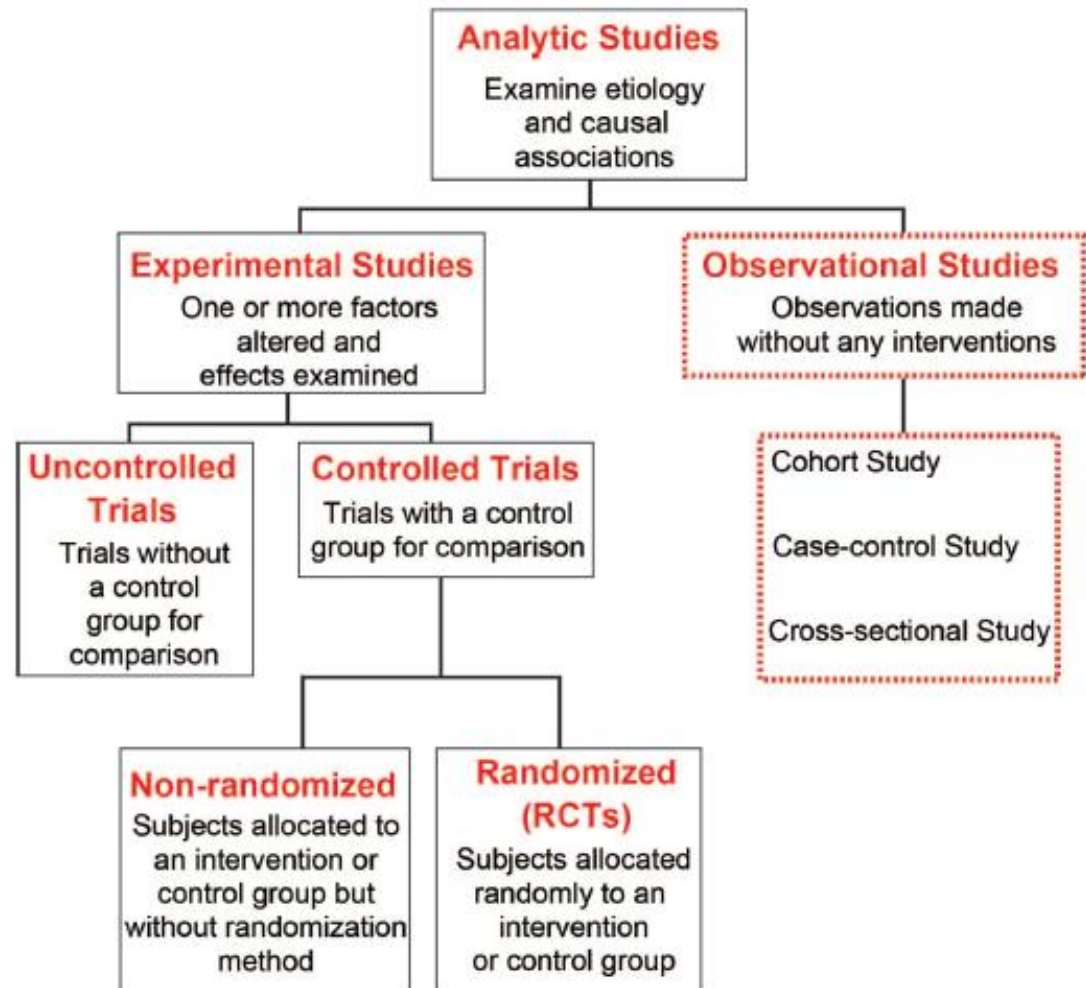 Analytic Studies
Examine etiology
and causal
associations
Experimental Studies
One or more factors
altered and
effects examined
Observational Studies
Observations made
without any interventions
Uncontrolled
Trials
Trials without
a control
group for
comparison
Controlled Trials
Trials with a control
group for comparison
Cohort Study
Case-control Study
Cross-sectional Study
Non-randomized
Subjects allocated to
an intervention or
control group but
without randomization
method
Randomized
(RCTs)
Subjects allocated
randomly to an
intervention
or control group